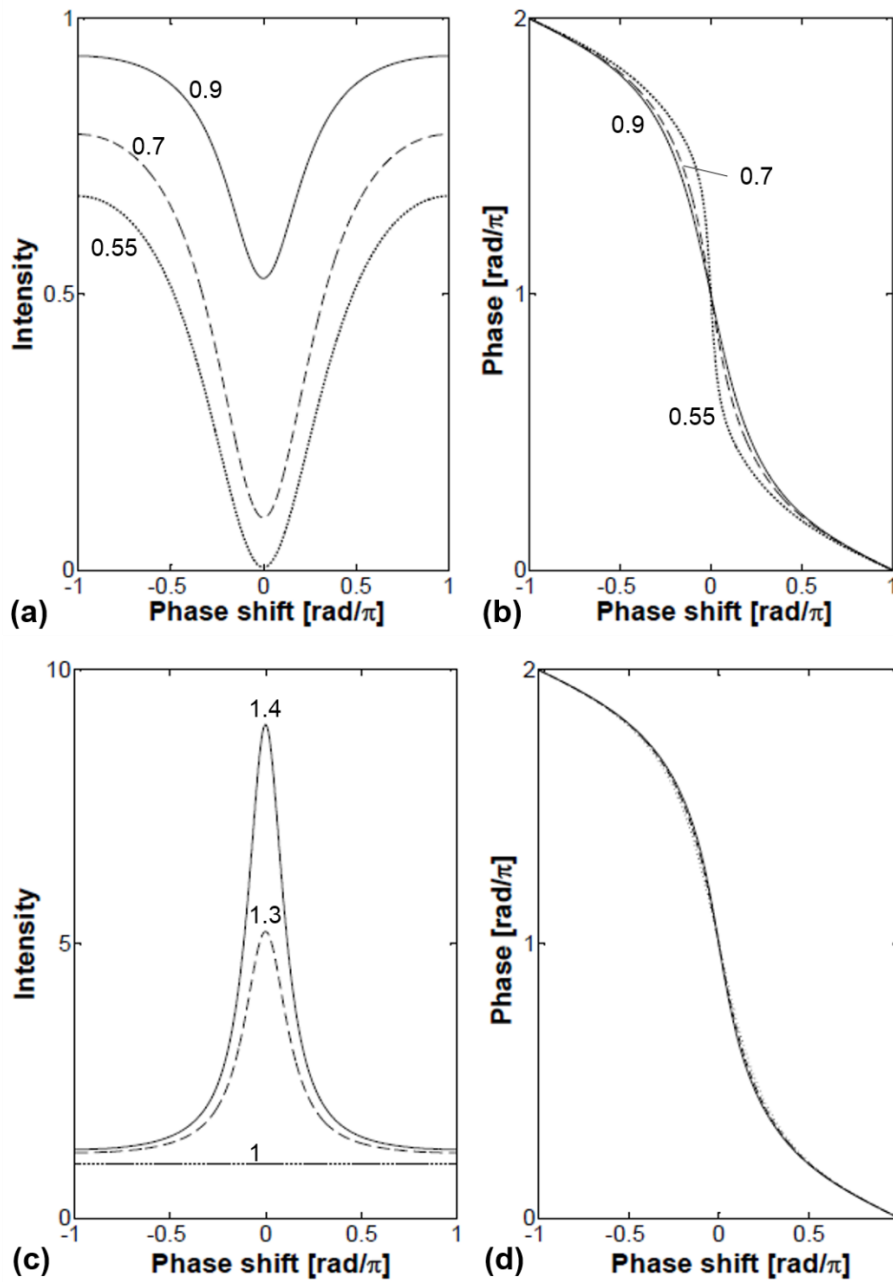 1
0.9
0.7
0.55
0.5
0
-1 -0.5 0 0.5 1
Intensity
Phase shift [rad/π]
(a)
2
0.9
0.7
1
0.55
0
-1 -0.5 0 0.5 1
Phase [rad/π]
Phase shift [rad/π]
(b)
10
1.4
1.3
5
1
0
-1 -0.5 0 0.5 1
Intensity
Phase shift [rad/π]
(c)
2
1
0
-1 -0.5 0 0.5
Phase [rad/π]
Phase shift [rad/π]
(d)